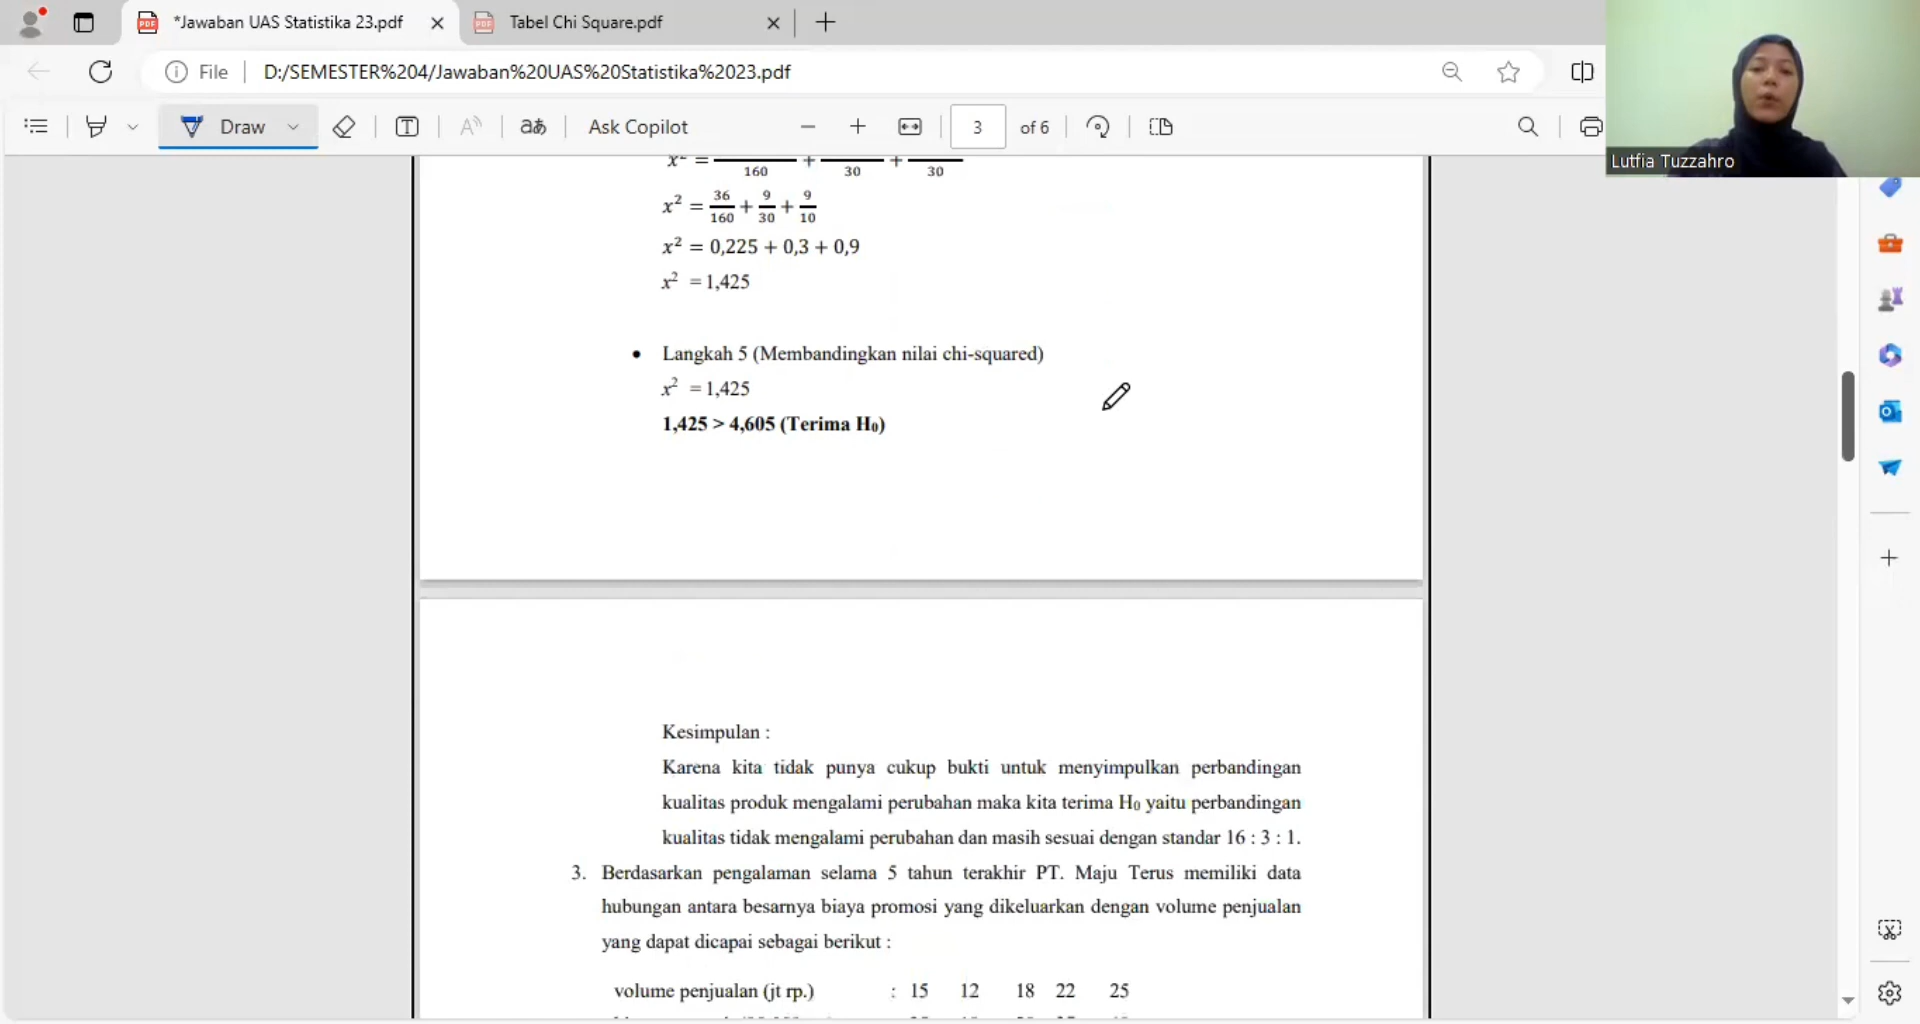 *Jawaban UAS Statistika 23.pdf
Tabel Chi Square.pdf
File
D:/SEMESTER%204/Jawaban%20UAS%20Statistika%2023.pdf
Draw
aあ
Ask Copilot
3 of 6
Lutfia Tuzzahro
x² = /160 + /30 + /30
x² = 36/160 + 9/30 + 9/10
x² = 0,225 + 0,3 + 0,9
x² = 1,425
• Langkah 5 (Membandingkan nilai chi-squared)
x² = 1,425
1,425 > 4,605 (Terima H₀)
Kesimpulan :
Karena kita tidak punya cukup bukti untuk menyimpulkan perbandingan
kualitas produk mengalami perubahan maka kita terima H₀ yaitu perbandingan
kualitas tidak mengalami perubahan dan masih sesuai dengan standar 16 : 3 : 1.
3. Berdasarkan pengalaman selama 5 tahun terakhir PT. Maju Terus memiliki data
hubungan antara besarnya biaya promosi yang dikeluarkan dengan volume penjualan
yang dapat dicapai sebagai berikut :
volume penjualan (jt rp.) : 15 12 18 22 25